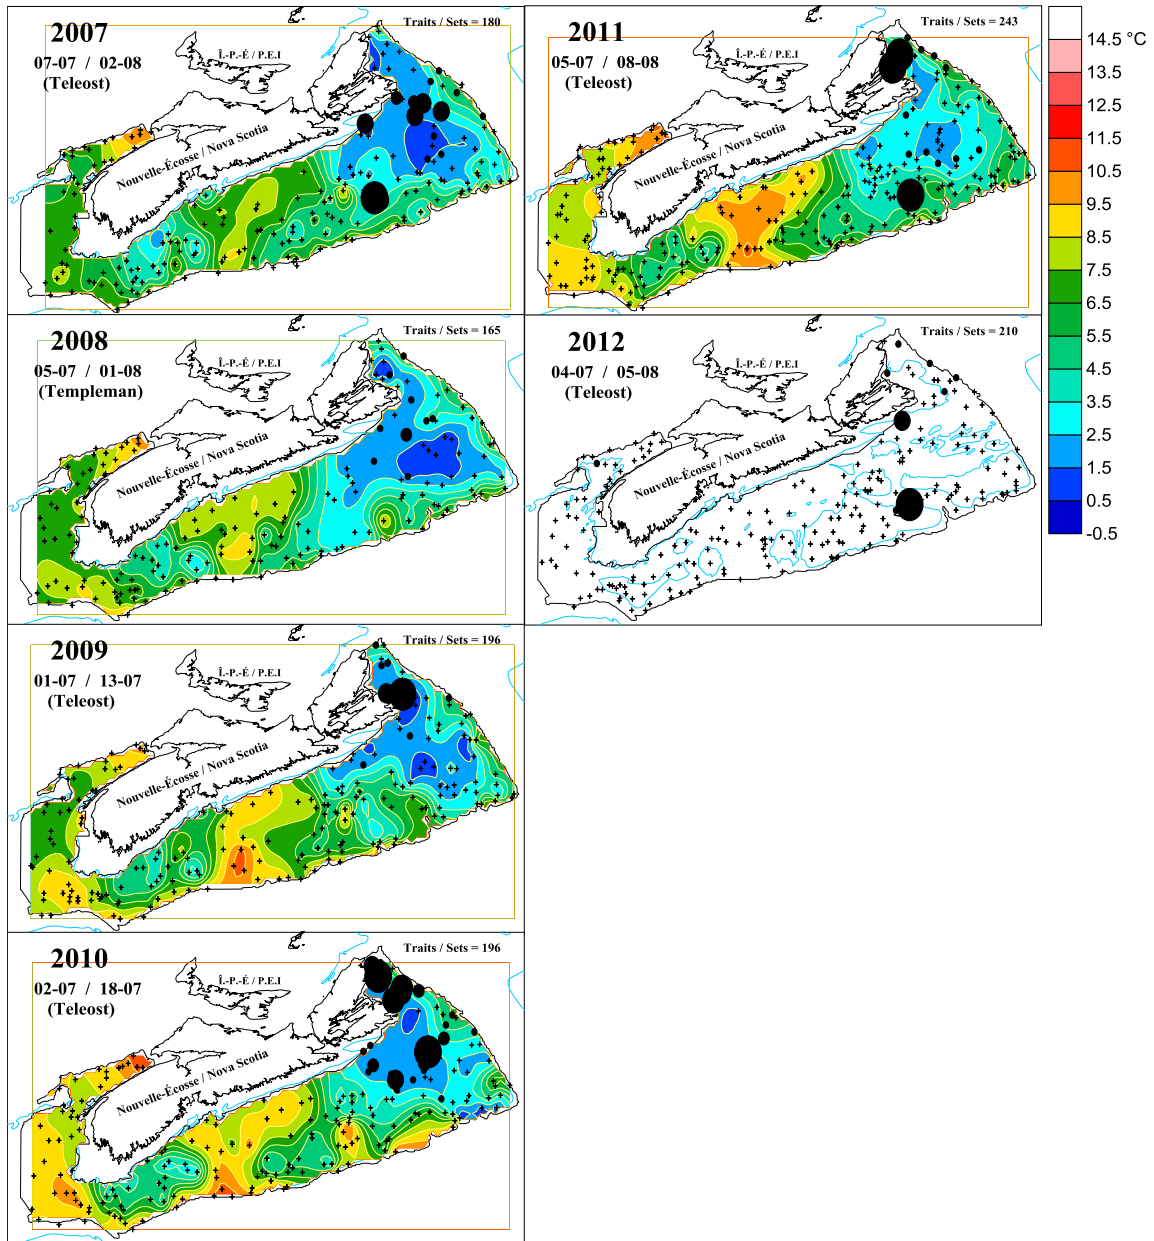 2007
07-07 / 02-08
(Teleost)
Î.-P.-É / P.E.I
Traits / Sets = 180
Nouvelle-Écosse / Nova Scotia
2011
05-07 / 08-08
(Teleost)
Î.-P.-É / P.E.I
Traits / Sets = 243
Nouvelle-Écosse / Nova Scotia
14.5 °C
13.5
12.5
11.5
10.5
9.5
8.5
7.5
6.5
5.5
4.5
3.5
2.5
1.5
0.5
-0.5
2008
05-07 / 01-08
(Templeman)
Î.-P.-É / P.E.I
Traits / Sets = 165
Nouvelle-Écosse / Nova Scotia
2012
04-07 / 05-08
(Teleost)
Î.-P.-É / P.E.I
Traits / Sets = 210
Nouvelle-Écosse / Nova Scotia
2009
01-07 / 13-07
(Teleost)
Î.-P.-É / P.E.I
Traits / Sets = 196
Nouvelle-Écosse / Nova Scotia
2010
02-07 / 18-07
(Teleost)
Î.-P.-É / P.E.I
Traits / Sets = 196
Nouvelle-Écosse / Nova Scotia